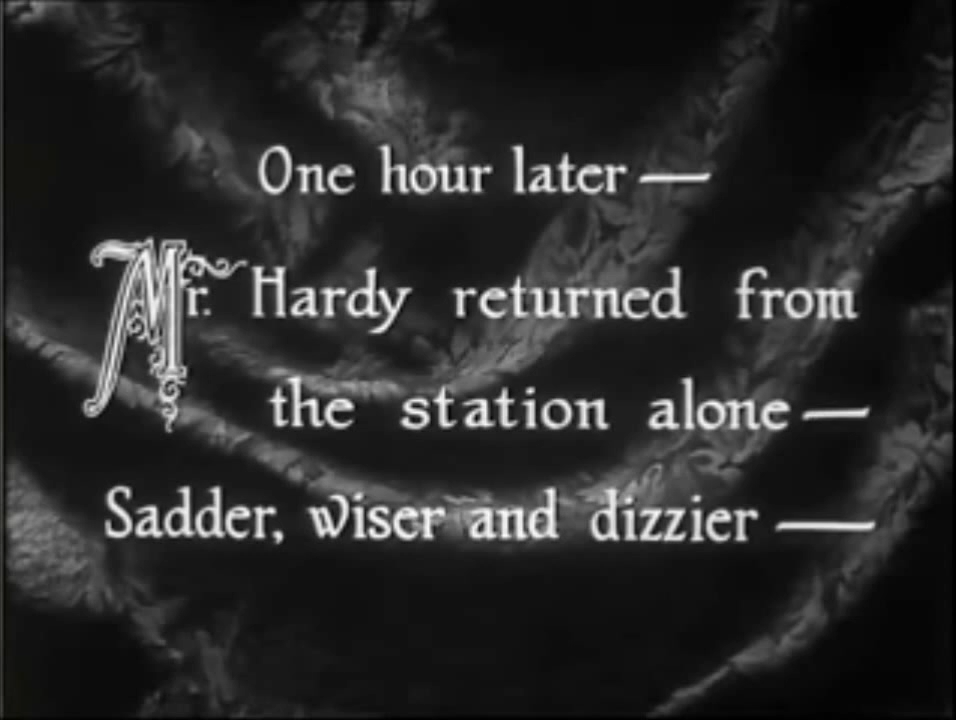 One hour later —
Mr. Hardy returned from
the station alone —
Sadder, wiser and dizzier —